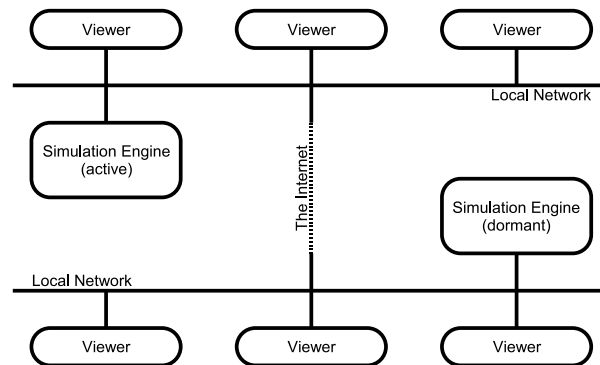 Viewer
Viewer
Viewer
Local Network
Simulation Engine
(active)
The Internet
Simulation Engine
(dormant)
Local Network
Viewer
Viewer
Viewer